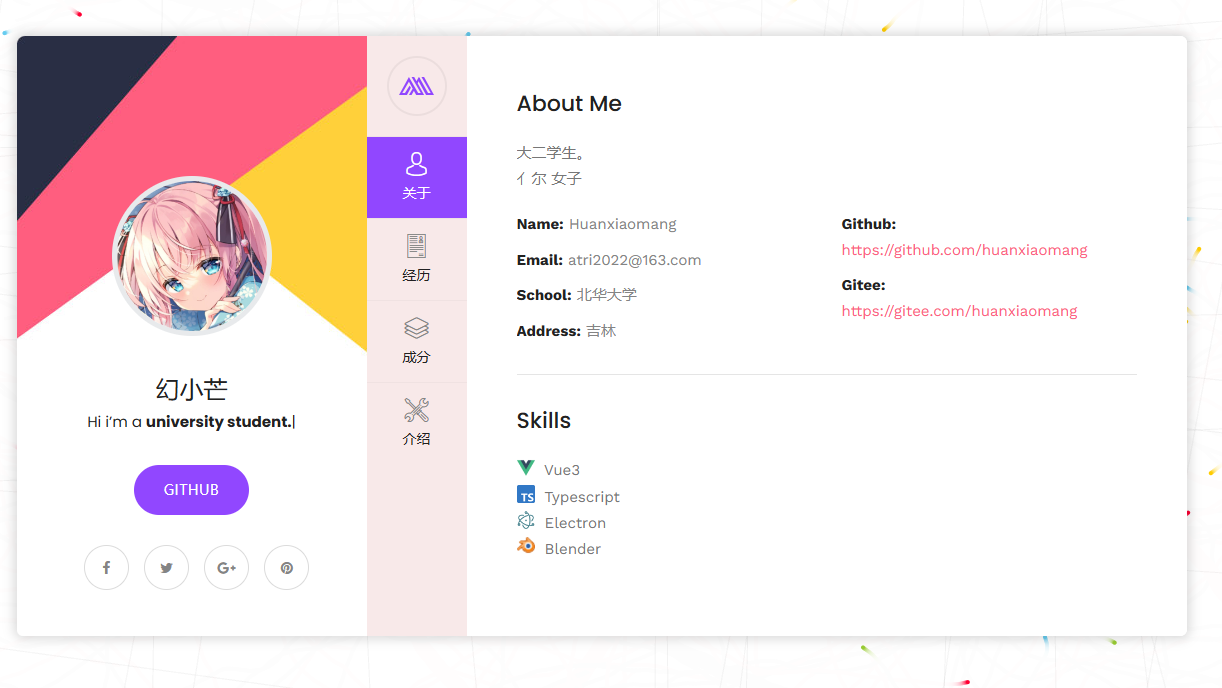 幻小芒
Hi i'm a university student.|
GITHUB
关于
经历
成分
介绍
About Me
大二学生。
亻尔 女子
Name: Huanxiaomang
Email: atri2022@163.com
School: 北华大学
Address: 吉林
Github:
https://github.com/huanxiaomang
Gitee:
https://gitee.com/huanxiaomang
Skills
Vue3
TS Typescript
Electron
Blender